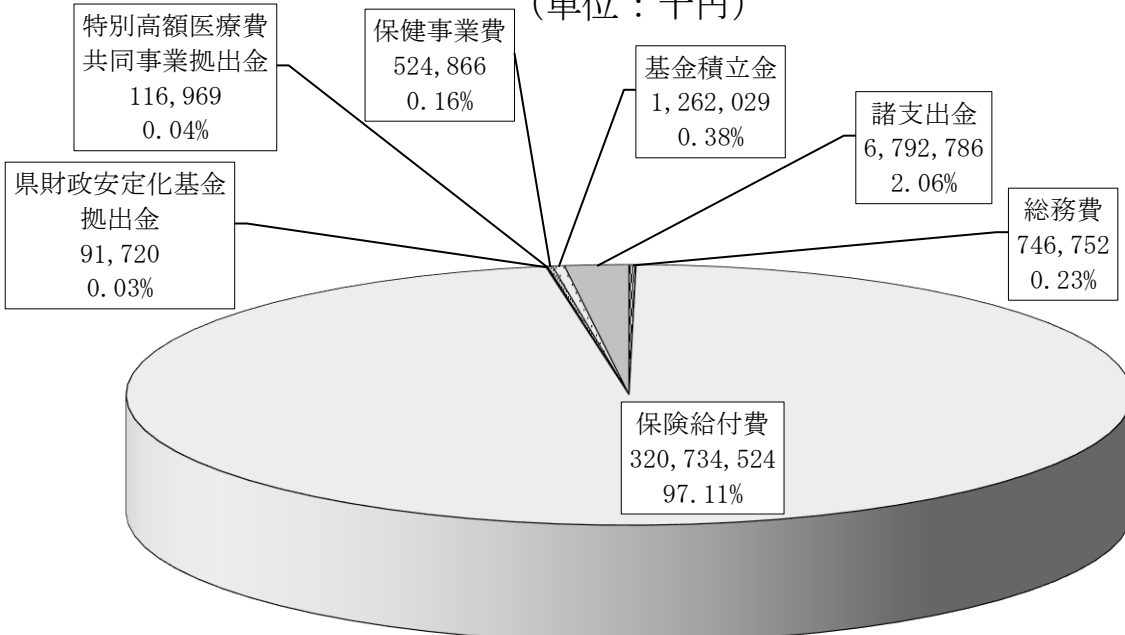 （単位：千円）
特別高額医療費
共同事業拠出金
116,969
0.04%
保健事業費
524,866
0.16%
基金積立金
1,262,029
0.38%
諸支出金
6,792,786
2.06%
県財政安定化基金
拠出金
91,720
0.03%
総務費
746,752
0.23%
保険給付費
320,734,524
97.11%